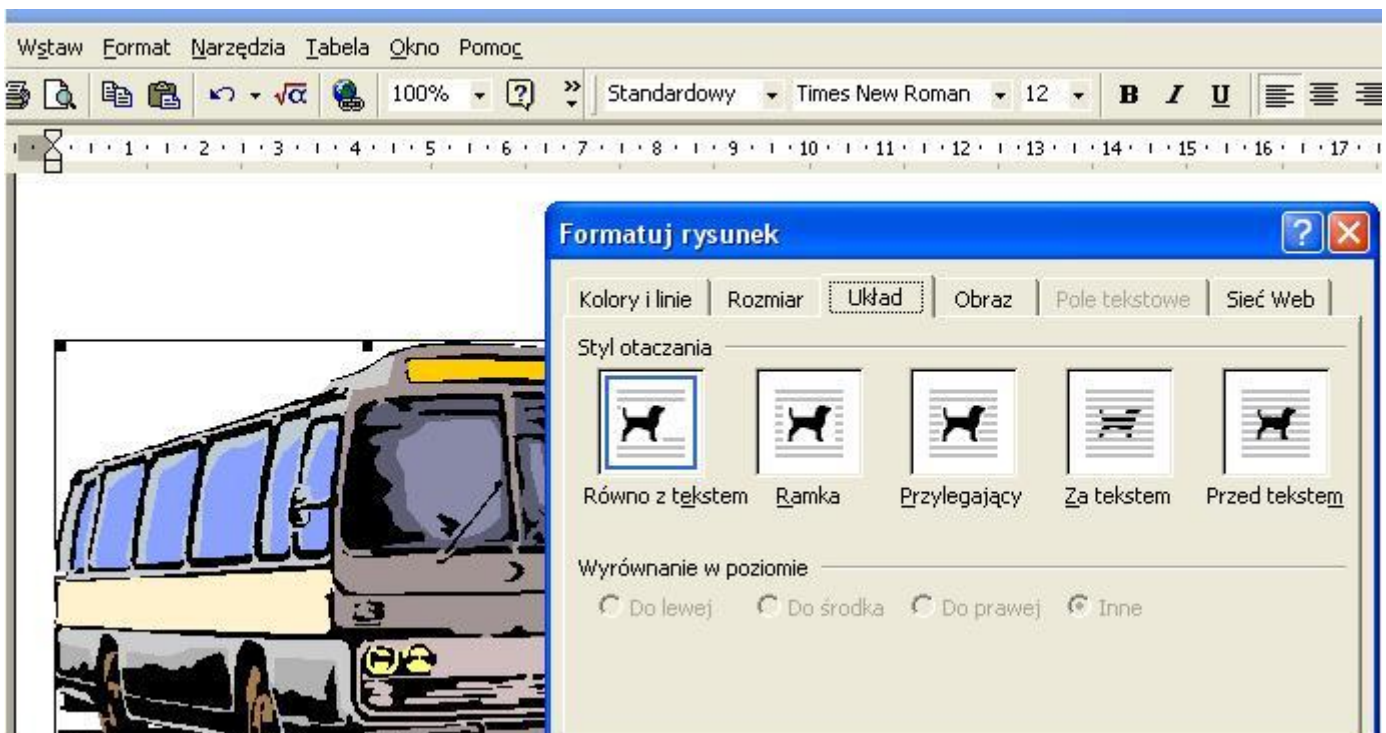 Wstaw Format Narzędzia Tabela Okno Pomoc
100% Standardowy Times New Roman 12 B I U
1 2 3 4 5 6 7 8 9 10 11 12 13 14 15 16 17
Formatuj rysunek
Kolory i linie Rozmiar Układ Obraz Pole tekstowe Sieć Web
Styl otaczania
Równo z tekstem Ramka Przylegający Za tekstem Przed tekstem
Wyrównanie w poziomie
Do lewej Do środka Do prawej Inne